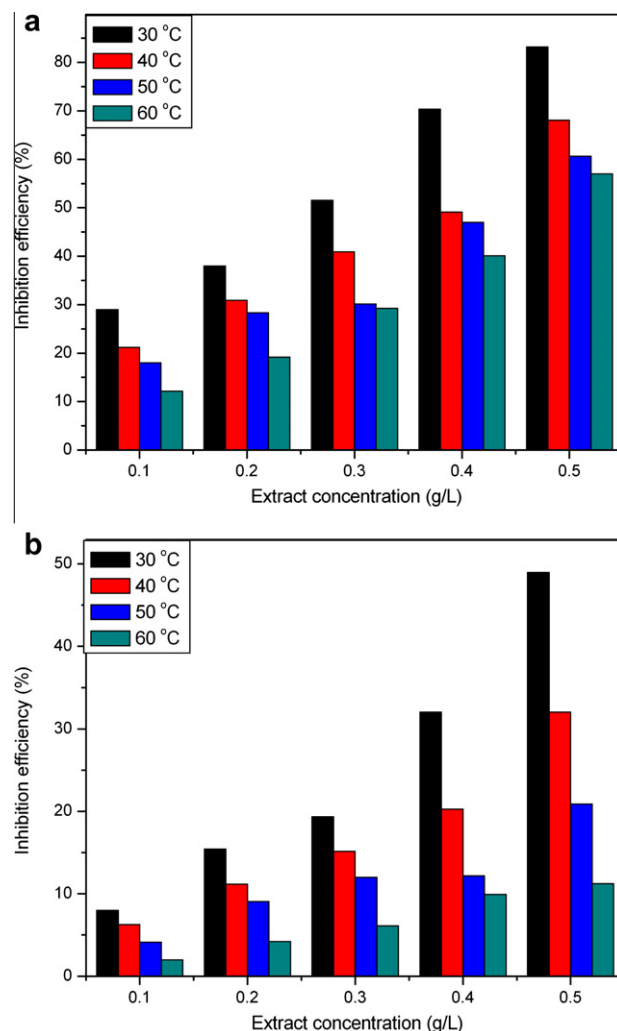 a
30 °C
40 °C
50 °C
60 °C
Inhibition efficiency (%)
80
70
60
50
40
30
20
10
0
0.1 0.2 0.3 0.4 0.5
Extract concentration (g/L)
b
30 °C
40 °C
50 °C
60 °C
Inhibition efficiency (%)
50
40
30
20
10
0
0.1 0.2 0.3 0.4 0.5
Extract concentration (g/L)